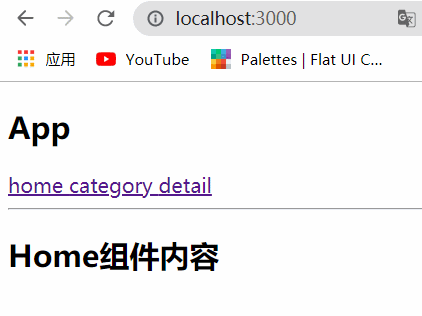 localhost:3000
应用 YouTube Palettes | Flat UI C...
App
home category detail
Home组件内容